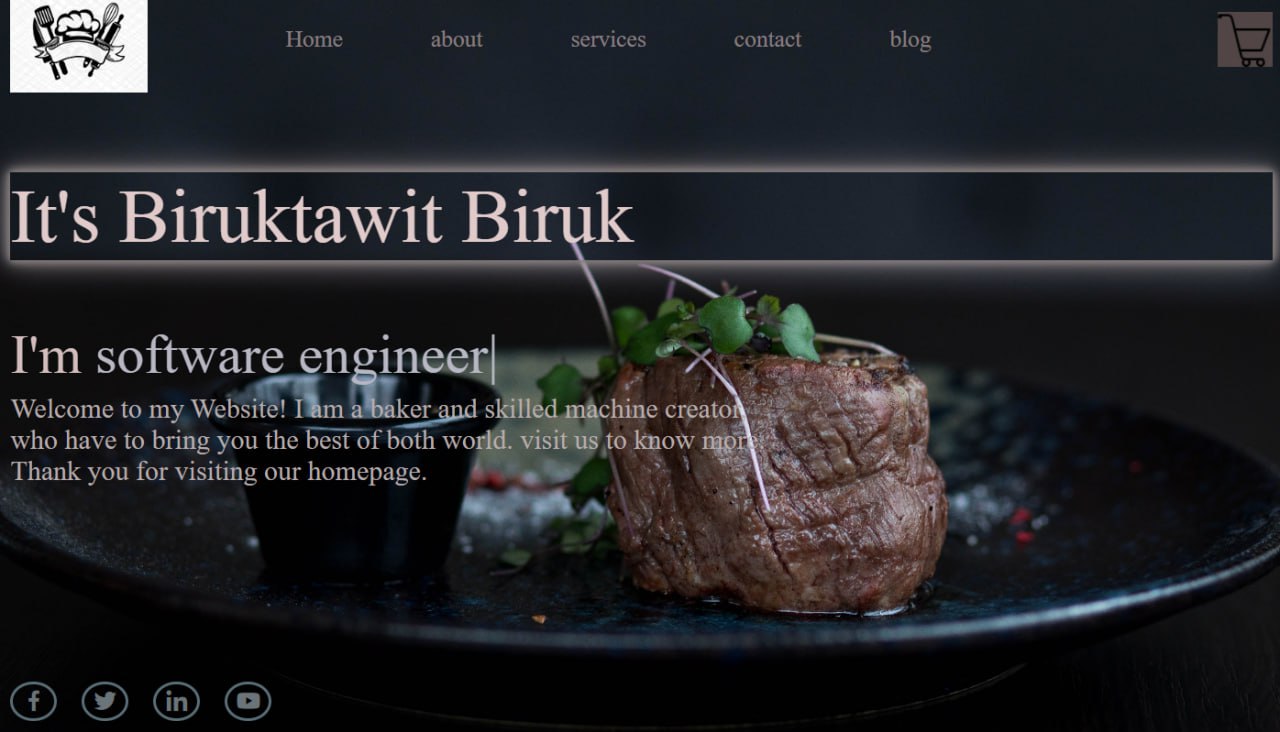 Home about services contact blog
It's Biruktawit Biruk
I'm software engineer|
Welcome to my Website! I am a baker and skilled machine creator
who have to bring you the best of both world. visit us to know more.
Thank you for visiting our homepage.